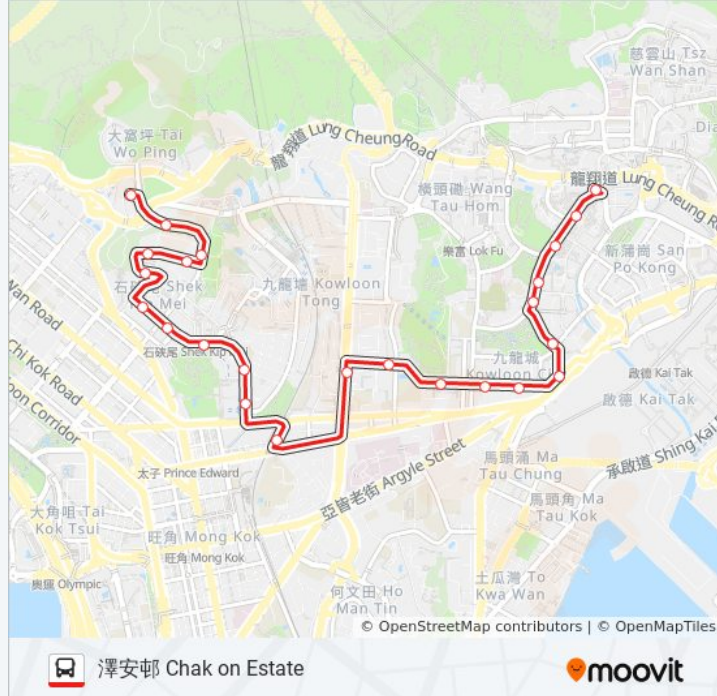 慈雲山 Tsz
Wan Shan
大窩坪 Tai
Wo Ping
龍翔道 Lung Cheung Road
橫頭磡 Wang
Tau Hom
龍翔道 Lung Cheung Road
樂富 Lok Fu
新蒲崗 San
Po Kong
九龍塘 Kowloon
Tong
Shek
Mei
石硤尾 Shek Kip
九龍城
Kowloon
啟德 Kai Tak
啟德 Kai Tak
Wan Road
Chi Kok Road
oon Corridor
太子 Prince Edward
亞皆老街 Argyle Street
馬頭涌 Ma
Tau Chung
承啟道 Shing Kai
馬頭角 Ma
Tau Kok
大角咀 Tai
Kok Tsui
旺角 Mong Kok
旺角 Mong Kok
奧運 Olympic
何文田 Ho
Man Tin
土瓜灣 To
Kwa Wan
© OpenStreetMap contributors | © OpenMapTiles
澤安邨 Chak on Estate
moovit